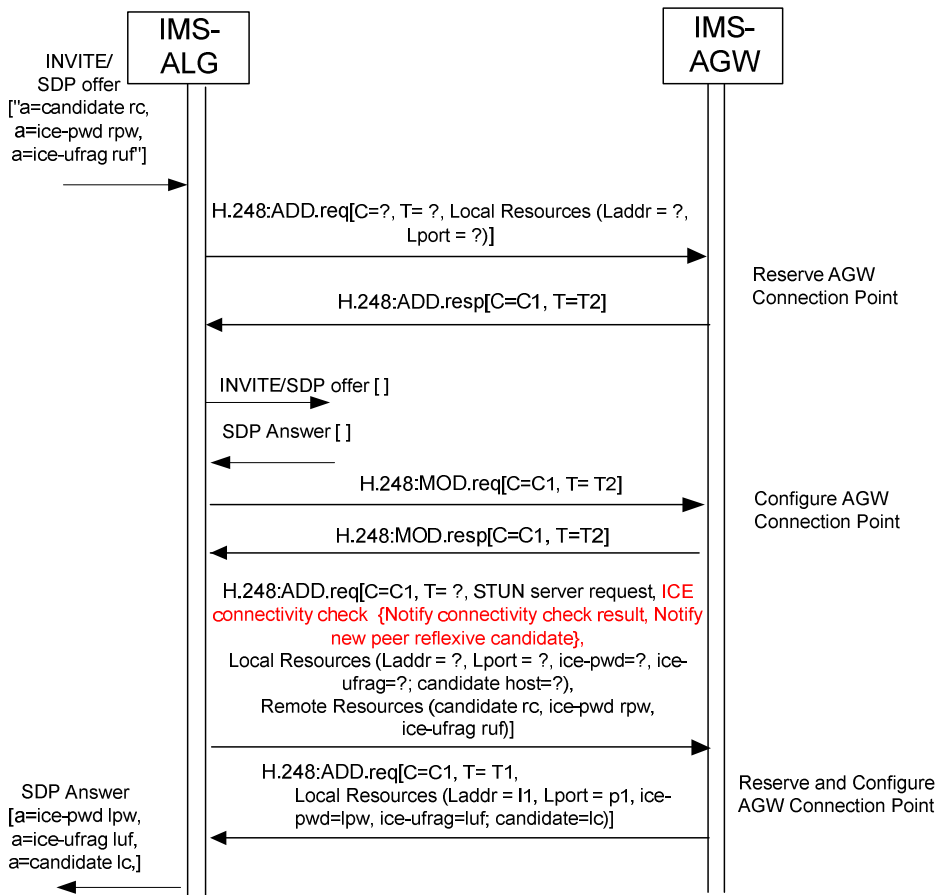 IMS-
ALG
IMS-
AGW
INVITE/
SDP offer
["a=candidate rc,
a=ice-pwd rpw,
a=ice-ufrag ruf"]
H.248:ADD.req[C=?, T= ?, Local Resources (Laddr = ?,
Lport = ?)]
Reserve AGW
Connection Point
H.248:ADD.resp[C=C1, T=T2]
INVITE/SDP offer [ ]
SDP Answer [ ]
H.248:MOD.req[C=C1, T= T2]
Configure AGW
Connection Point
H.248:MOD.resp[C=C1, T=T2]
H.248:ADD.req[C=C1, T= ?, STUN server request, ICE
connectivity check {Notify connectivity check result, Notify
new peer reflexive candidate},
Local Resources (Laddr = ?, Lport = ?, ice-pwd=?, ice-
ufrag=?; candidate host=?),
Remote Resources (candidate rc, ice-pwd rpw,
ice-ufrag ruf)]
H.248:ADD.req[C=C1, T= T1,
Local Resources (Laddr = l1, Lport = p1, ice-
pwd=lpw, ice-ufrag=luf; candidate=lc)]
Reserve and Configure
AGW Connection Point
SDP Answer
[a=ice-pwd lpw,
a=ice-ufrag luf,
a=candidate lc,]